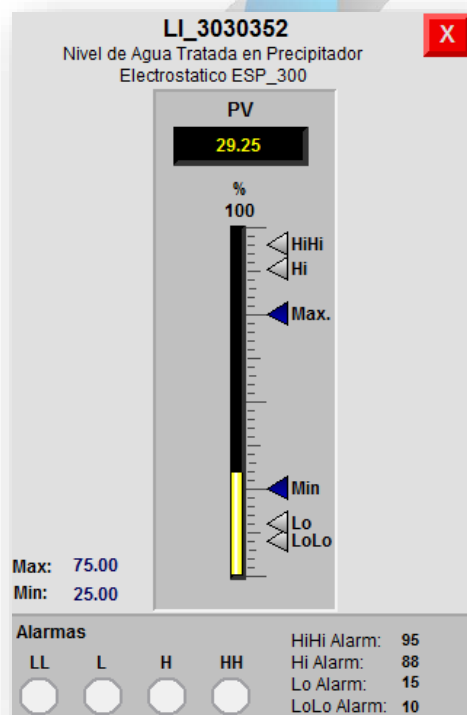 LI_3030352
X
Nivel de Agua Tratada en Precipitador
Electrostatico ESP_300
PV
29.25
%
100
HiHi
Hi
Max.
Min
Lo
LoLo
Max: 75.00
Min: 25.00
Alarmas
LL L H HH
HiHi Alarm: 95
Hi Alarm: 88
Lo Alarm: 15
LoLo Alarm: 10